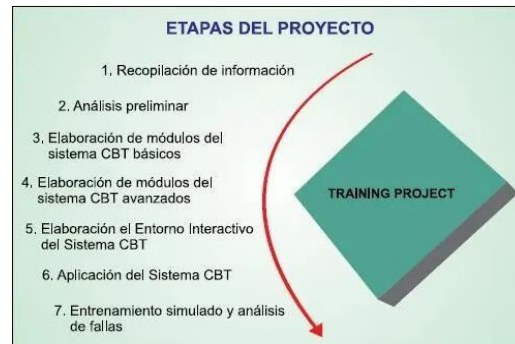 ETAPAS DEL PROYECTO
1. Recopilación de información
2. Análisis preliminar
3. Elaboración de módulos del
sistema CBT básicos
4. Elaboración de módulos del
sistema CBT avanzados
5. Elaboración el Entorno Interactivo
del Sistema CBT
6. Aplicación del Sistema CBT
7. Entrenamiento simulado y análisis
de fallas
TRAINING PROJECT